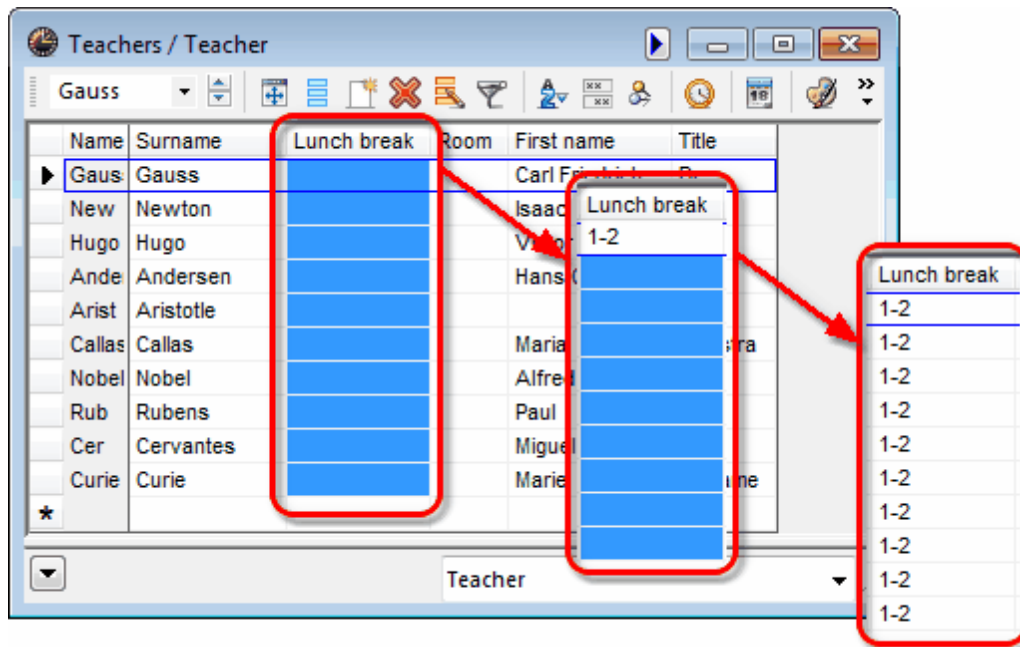 Teachers / Teacher
Gauss
Name Surname Lunch break Room First name Title
Gaus Gauss Carl
New Newton Isaac
Hugo Hugo
Ande Andersen Hans
Arist Aristotle
Callas Callas Maria
Nobel Nobel Alfred
Rub Rubens Paul
Cer Cervantes Miguel
Curie Curie Marie
Teacher
Lunch break
1-2
Lunch break
1-2
1-2
1-2
1-2
1-2
1-2
1-2
1-2
1-2
1-2